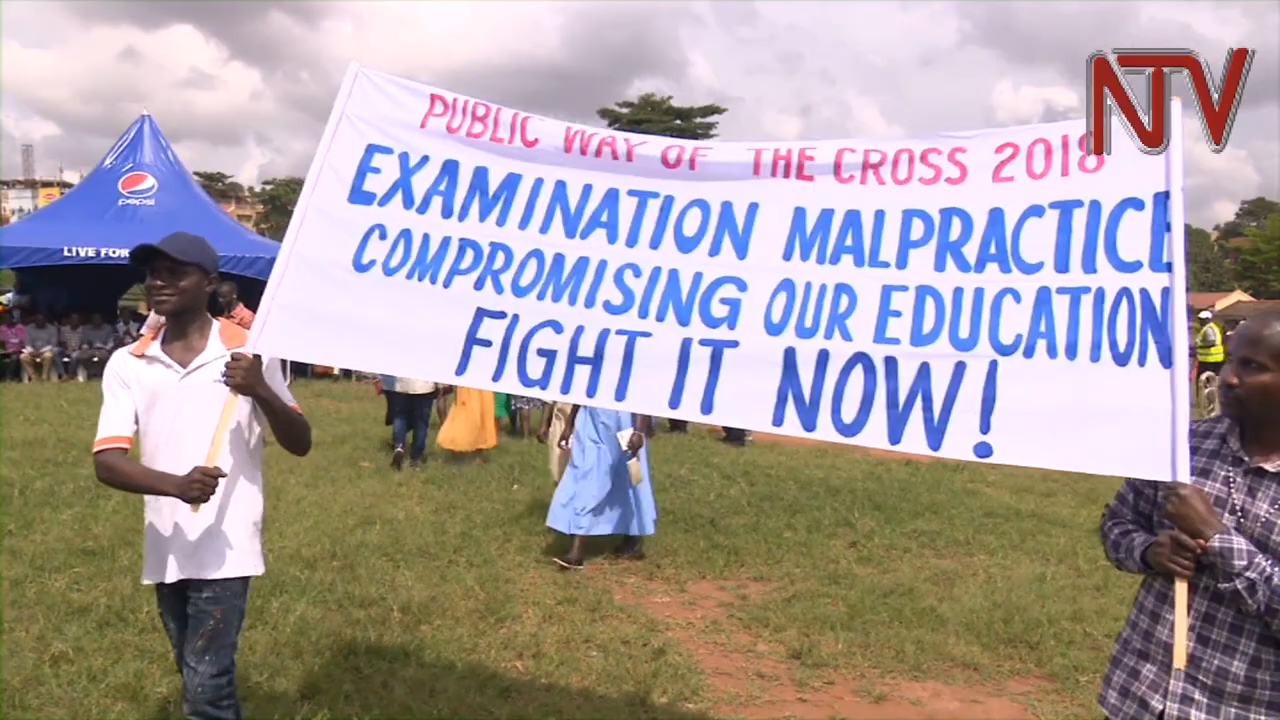 NTV
PUBLIC WAY OF THE CROSS 2018
EXAMINATION MALPRACTICE
COMPROMISING OUR EDUCATION
FIGHT IT NOW!
pepsi
LIVE FOR